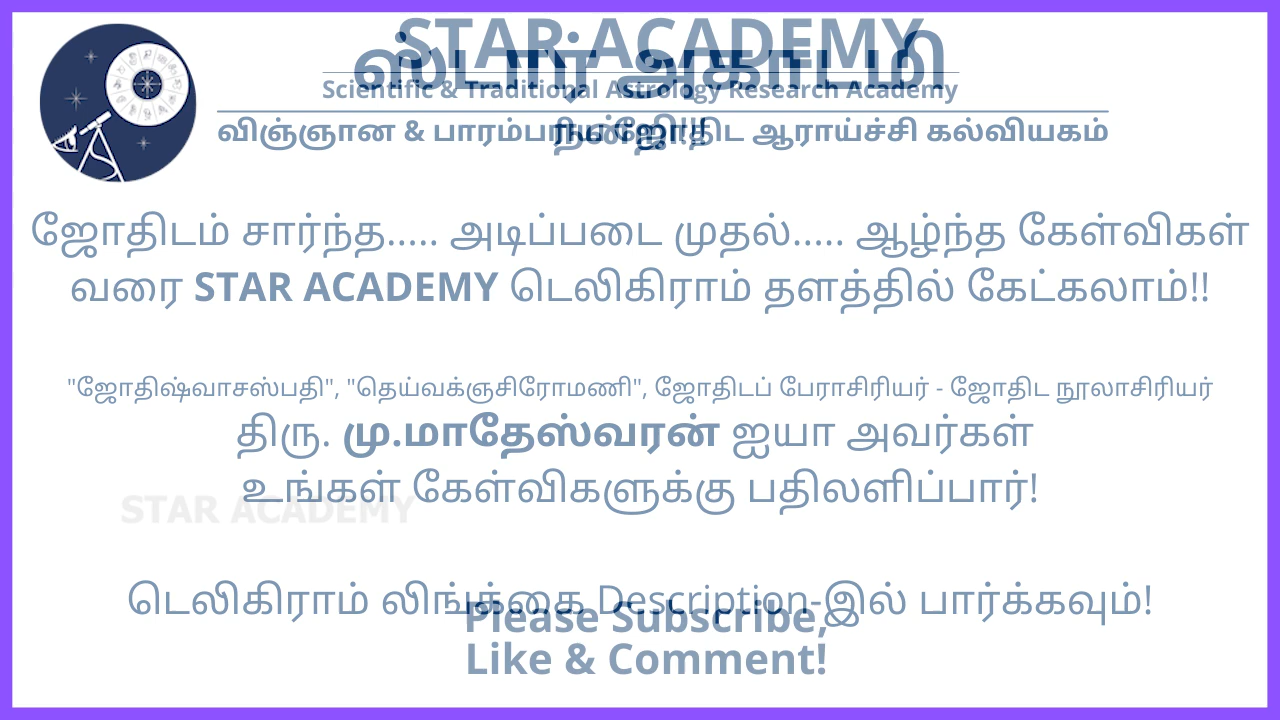 STAR ACADEMY
ஸ்டார் அகாடமி
Scientific & Traditional Astrology Research Academy
விஞ்ஞான & பாரம்பரிய ஜோதிட ஆராய்ச்சி கல்வியகம்
நன்றி!!!
ஜோதிடம் சார்ந்த..... அடிப்படை முதல்..... ஆழ்ந்த கேள்விகள்
வரை STAR ACADEMY டெலிகிராம் தளத்தில் கேட்கலாம்!!
"ஜோதிஷ்வாசஸ்பதி", "தெய்வக்ஞசிரோமணி", ஜோதிடப் பேராசிரியர் - ஜோதிட நூலாசிரியர்
திரு. மு.மாதேஸ்வரன் ஐயா அவர்கள்
உங்கள் கேள்விகளுக்கு பதிலளிப்பார்!
STAR ACADEMY
டெலிகிராம் லிங்க்கை Description-இல் பார்க்கவும்!
Please Subscribe,
Like & Comment!